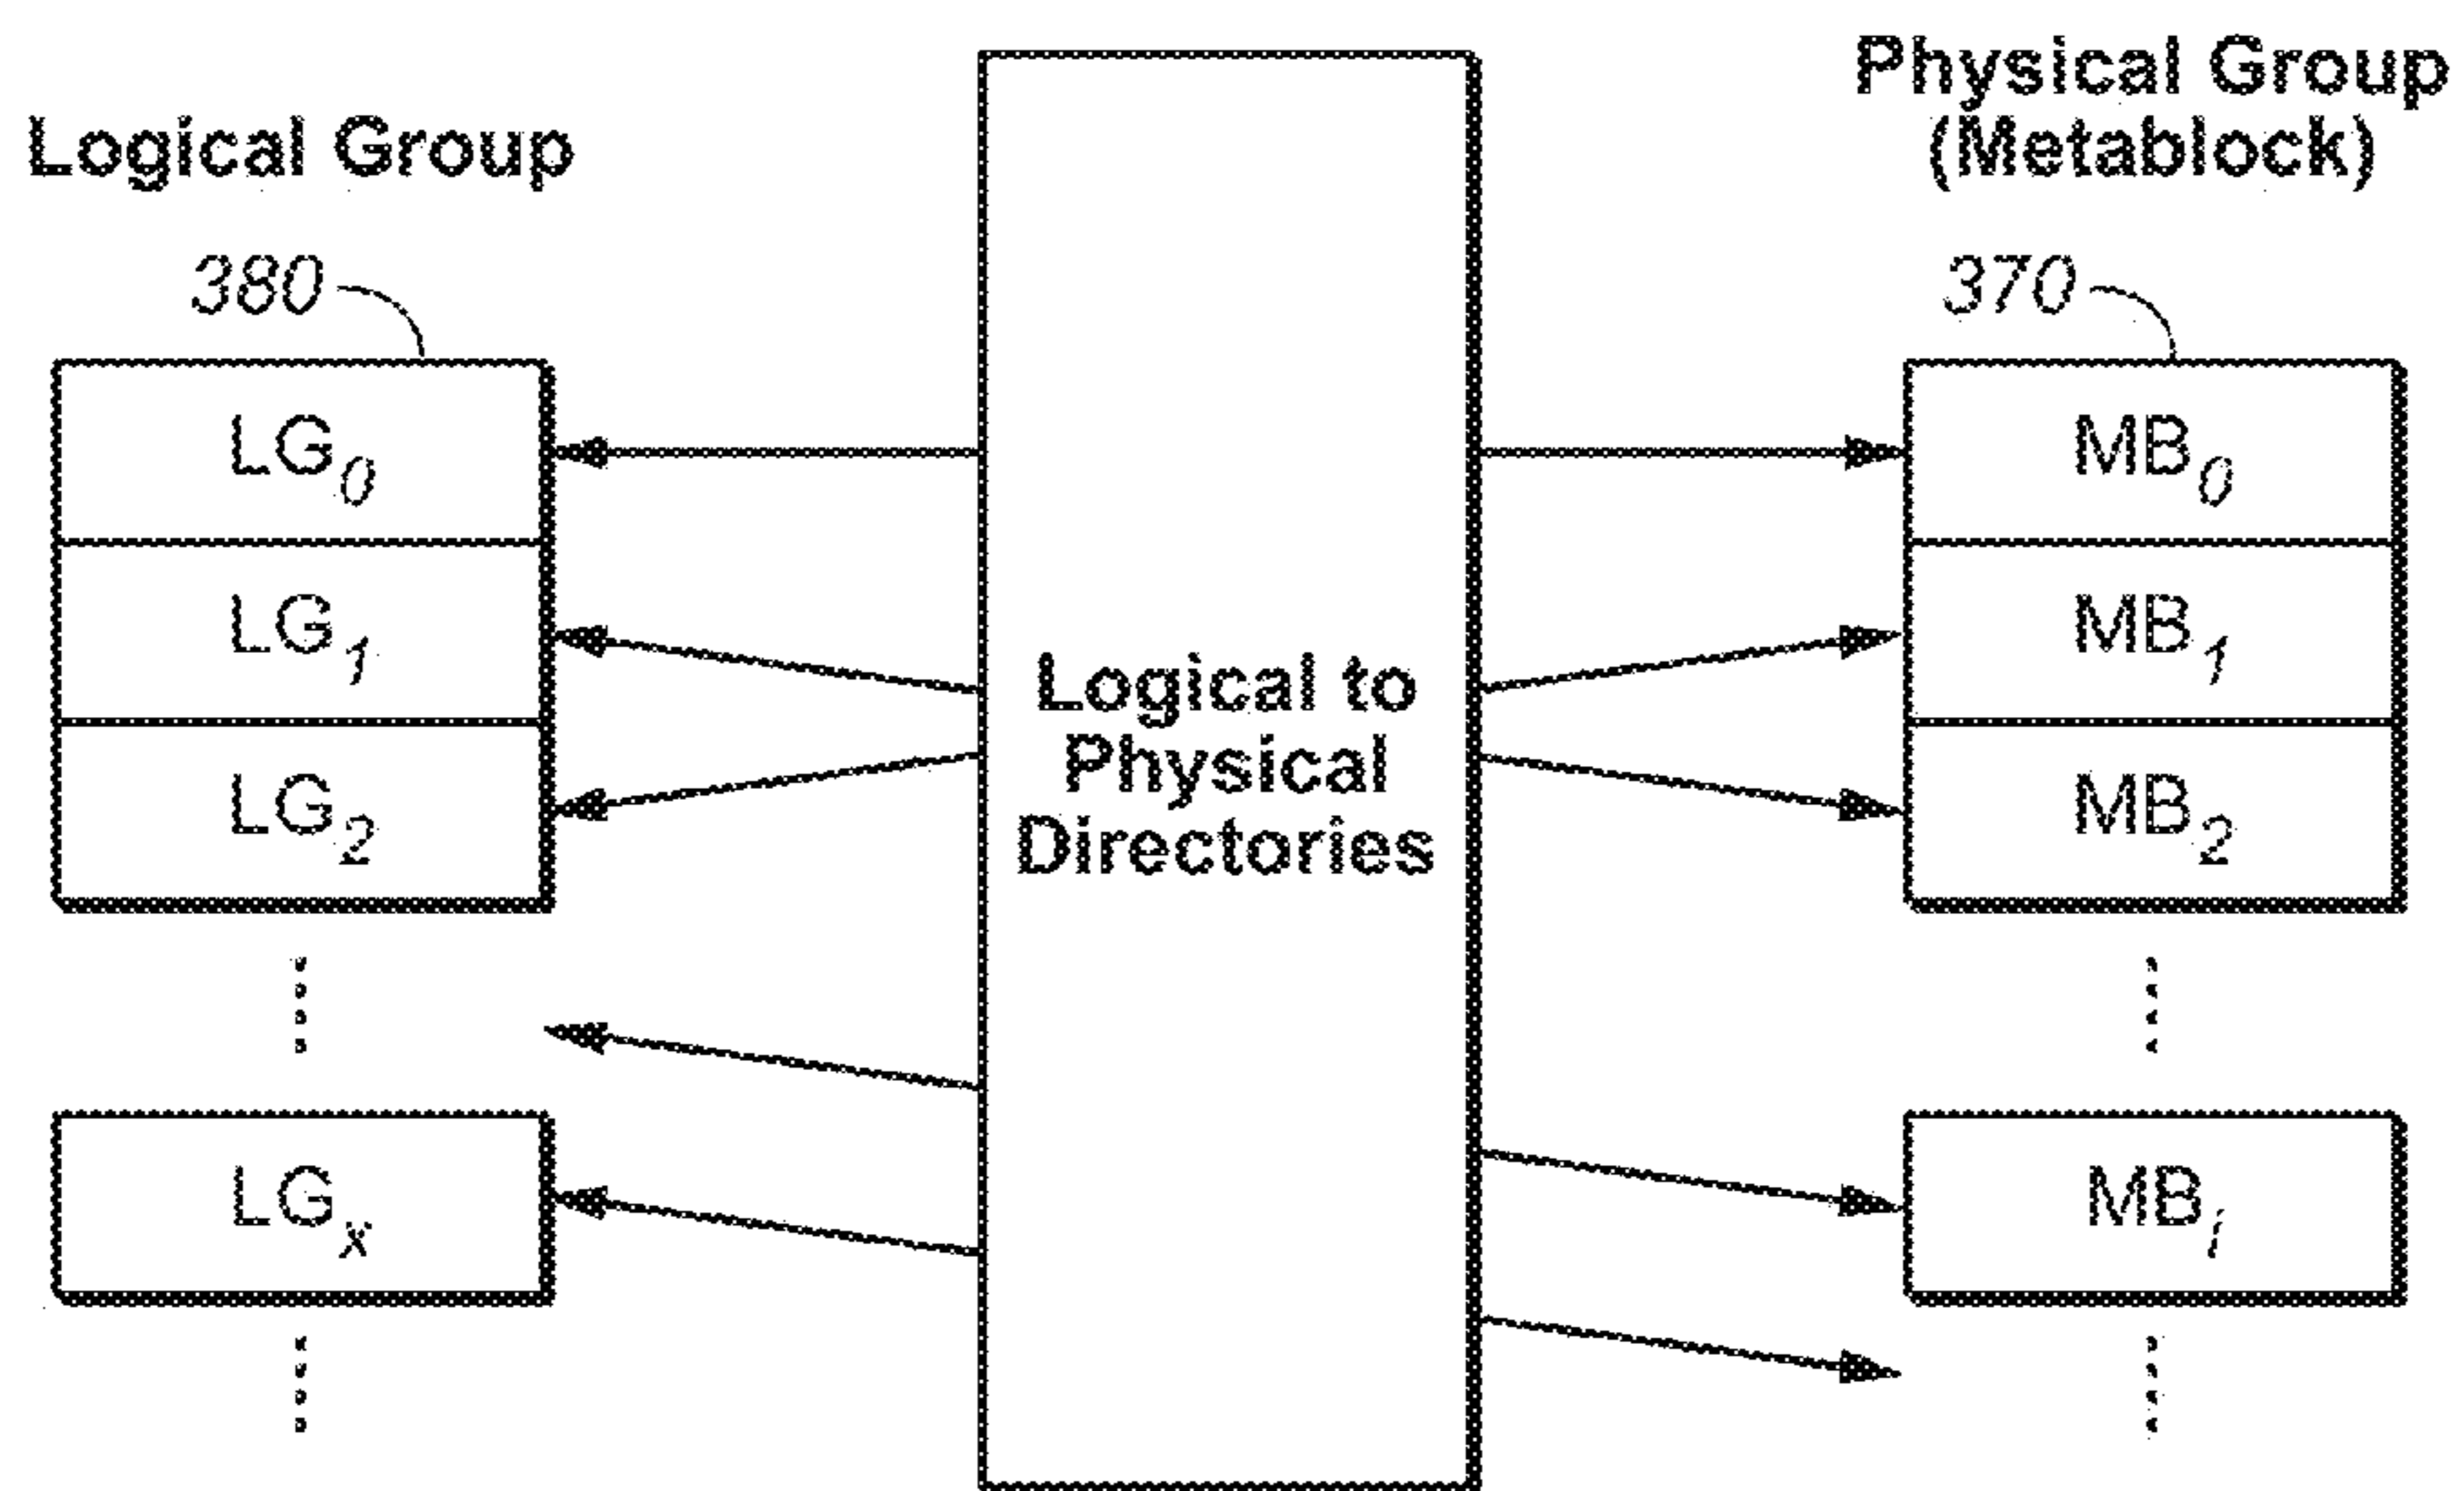 Logical Group
380
LG0
LG1
LG2
LGx
Logical to
Physical
Directories
Physical Group
(Metablock)
370
MB0
MB1
MB2
MBi